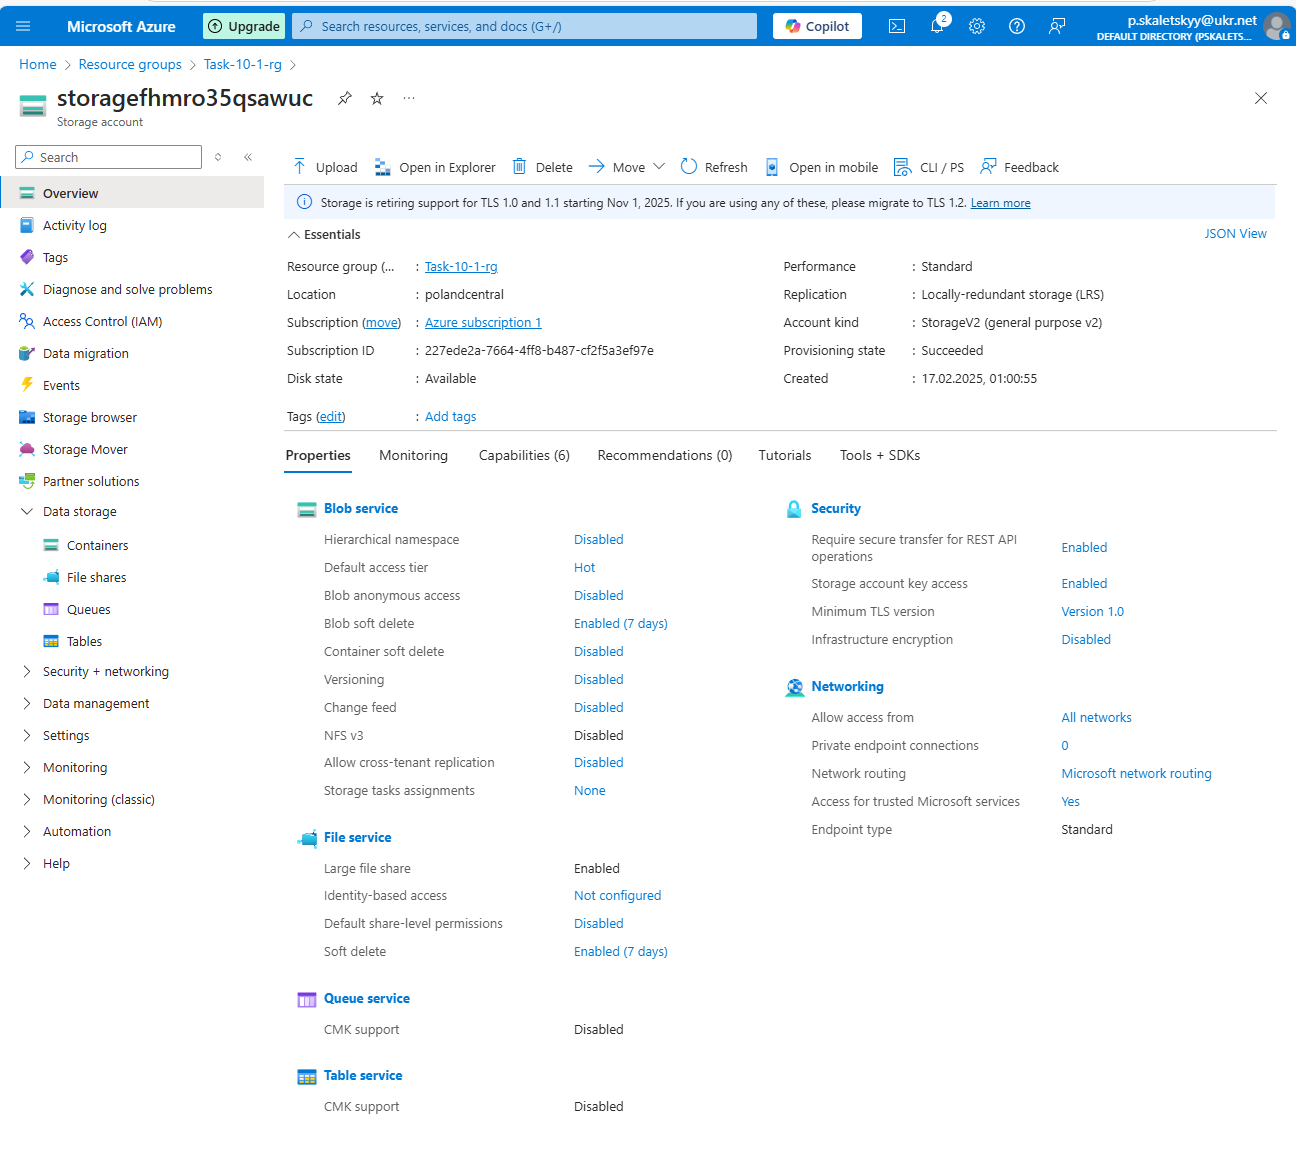 Microsoft Azure
Upgrade
Search resources, services, and docs (G+/)
Copilot
2
p.skaletskyy@ukr.net
DEFAULT DIRECTORY (PSKALETS...
Home > Resource groups > Task-10-1-rg >
storagefhmro35qsawuc
Storage account
Search
Overview
Activity log
Tags
Diagnose and solve problems
Access Control (IAM)
Data migration
Events
Storage browser
Storage Mover
Partner solutions
Data storage
Containers
File shares
Queues
Tables
Security + networking
Data management
Settings
Monitoring
Monitoring (classic)
Automation
Help
Upload Open in Explorer Delete Move Refresh Open in mobile CLI / PS Feedback
Storage is retiring support for TLS 1.0 and 1.1 starting Nov 1, 2025. If you are using any of these, please migrate to TLS 1.2. Learn more
Essentials
JSON View
Resource group (... : Task-10-1-rg
Location : polandcentral
Subscription (move) : Azure subscription 1
Subscription ID : 227ede2a-7664-4ff8-b487-cf2f5a3ef97e
Disk state : Available
Tags (edit) : Add tags
Performance : Standard
Replication : Locally-redundant storage (LRS)
Account kind : StorageV2 (general purpose v2)
Provisioning state : Succeeded
Created : 17.02.2025, 01:00:55
Properties Monitoring Capabilities (6) Recommendations (0) Tutorials Tools + SDKs
Blob service
Hierarchical namespace Disabled
Default access tier Hot
Blob anonymous access Disabled
Blob soft delete Enabled (7 days)
Container soft delete Disabled
Versioning Disabled
Change feed Disabled
NFS v3 Disabled
Allow cross-tenant replication Disabled
Storage tasks assignments None
File service
Large file share Enabled
Identity-based access Not configured
Default share-level permissions Disabled
Soft delete Enabled (7 days)
Queue service
CMK support Disabled
Table service
CMK support Disabled
Security
Require secure transfer for REST API
operations Enabled
Storage account key access Enabled
Minimum TLS version Version 1.0
Infrastructure encryption Disabled
Networking
Allow access from All networks
Private endpoint connections 0
Network routing Microsoft network routing
Access for trusted Microsoft services Yes
Endpoint type Standard